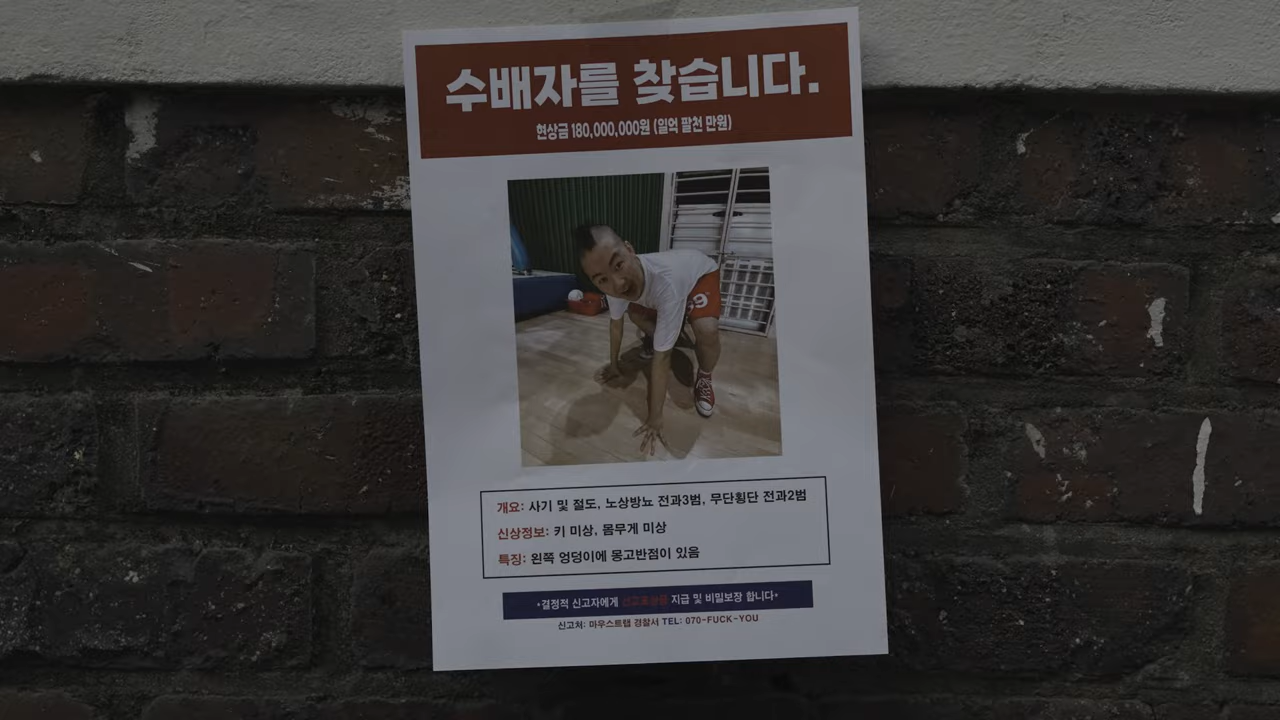 수배자를 찾습니다.
현상금 180,000,000원 (일억 팔천 만원)
69
개요: 사기 및 절도, 노상방뇨 전과3범, 무단횡단 전과2범
신상정보: 키 미상, 몸무게 미상
특징: 왼쪽 엉덩이에 몽고반점이 있음
*결정적 신고자에게 신고포상금 지급 및 비밀보장 합니다*
신고처: 마우스트랩 경찰서 TEL: 070-FUCK-YOU